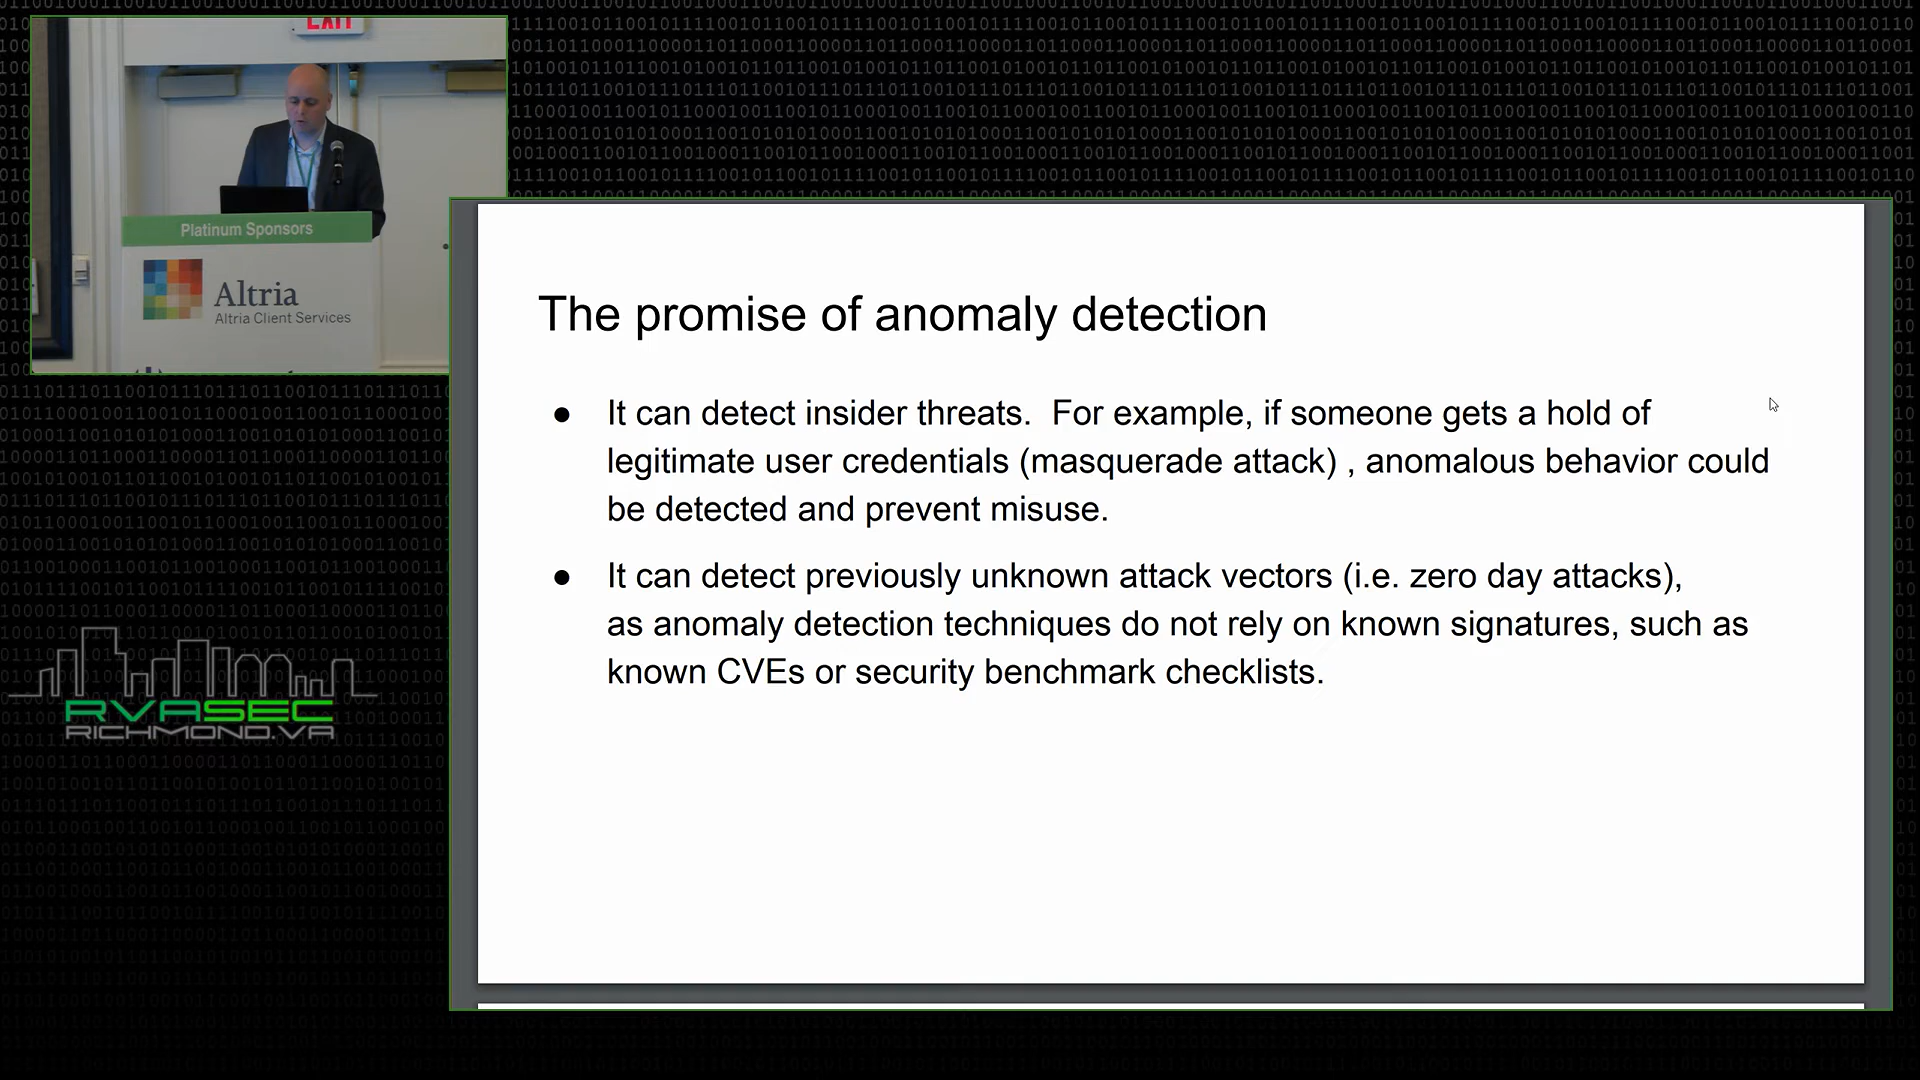 EXIT
Platinum Sponsors
Altria
Altria Client Services
The promise of anomaly detection
● It can detect insider threats.  For example, if someone gets a hold of
legitimate user credentials (masquerade attack) , anomalous behavior could
be detected and prevent misuse.
● It can detect previously unknown attack vectors (i.e. zero day attacks),
as anomaly detection techniques do not rely on known signatures, such as
known CVEs or security benchmark checklists.
RVASEC
RICHMOND.VA